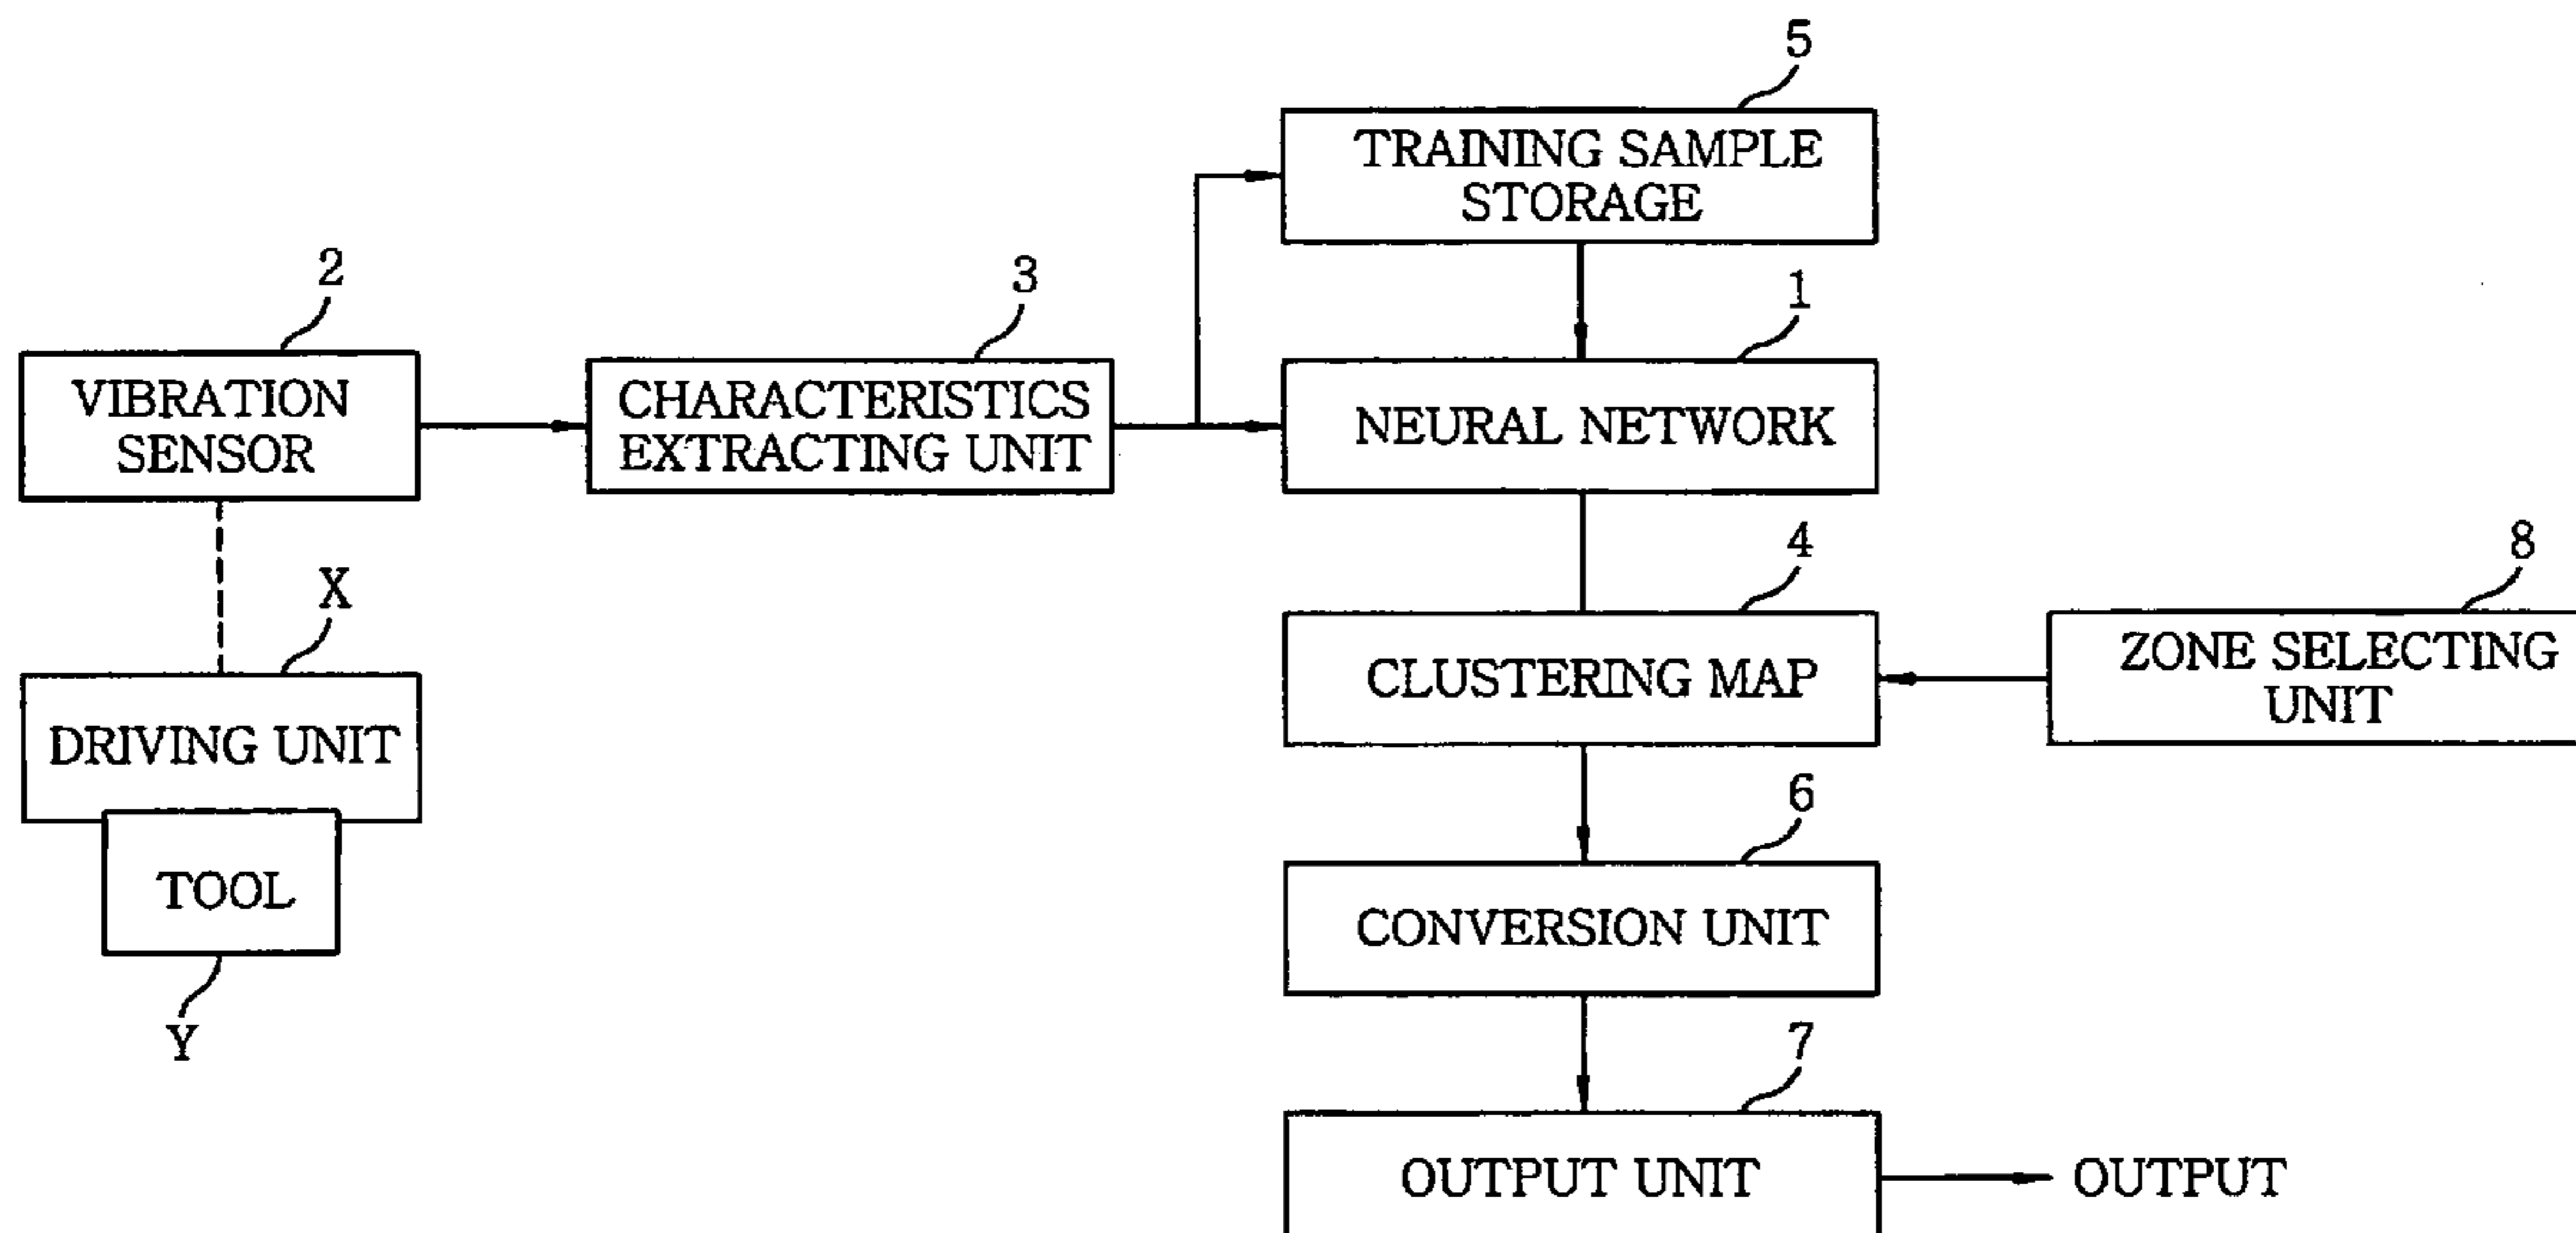 5
TRAINING SAMPLE
STORAGE
2
VIBRATION
SENSOR
3
CHARACTERISTICS
EXTRACTING UNIT
1
NEURAL NETWORK
X
DRIVING UNIT
TOOL
Y
4
CLUSTERING MAP
8
ZONE SELECTING
UNIT
6
CONVERSION UNIT
7
OUTPUT UNIT
OUTPUT